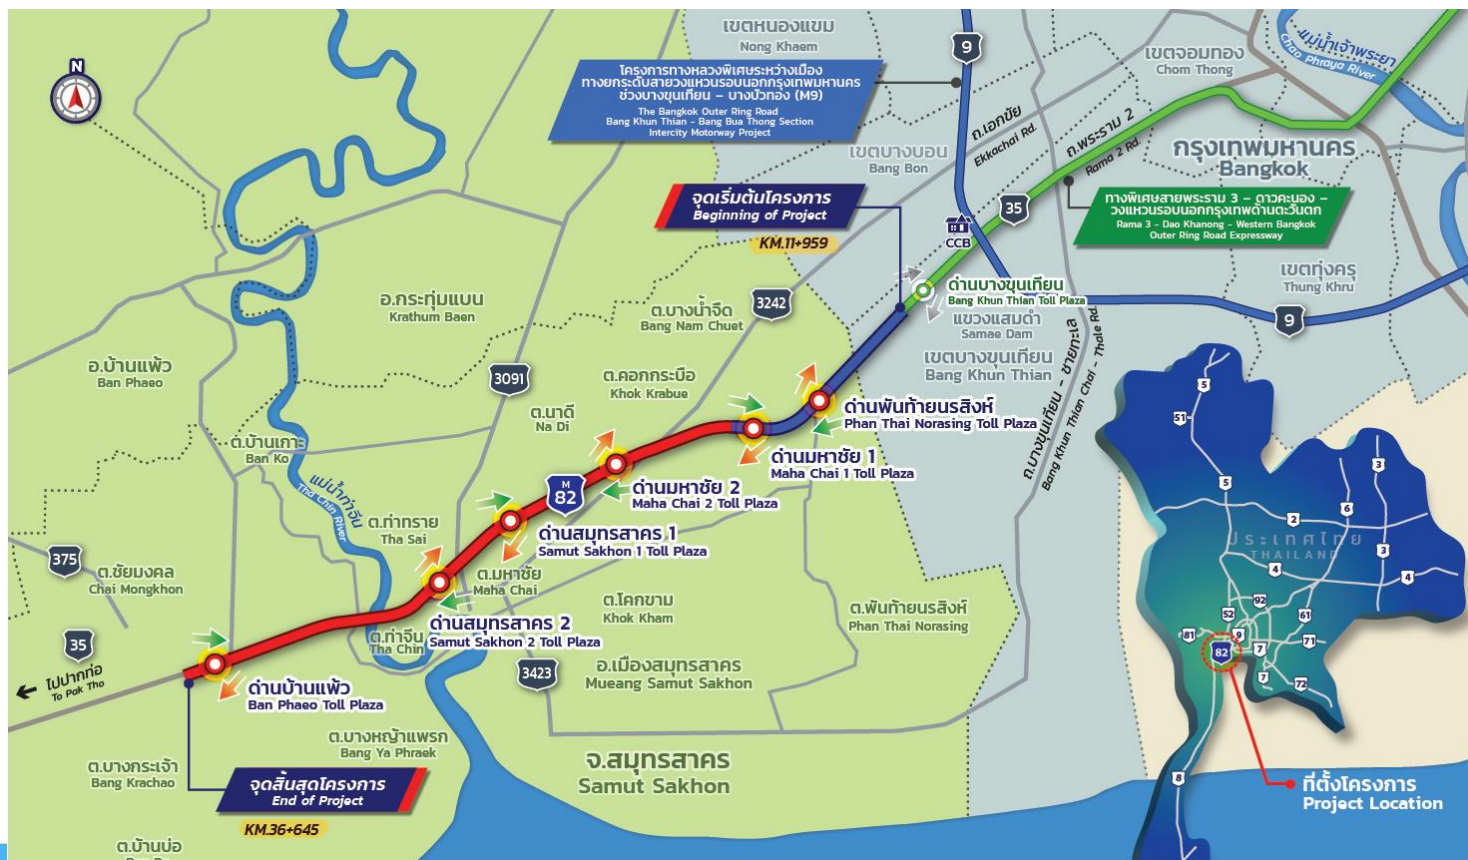 N
เขตหนองแขม
Nong Khaem
9
เขตจอมทอง
Chom Thong
แม่น้ำเจ้าพระยา
Chao Phraya River
โครงการทางหลวงพิเศษระหว่างเมือง
ทางยกระดับสายวงแหวนรอบนอกกรุงเทพมหานคร
ช่วงบางขุนเทียน – บางบัวทอง (M9)
The Bangkok Outer Ring Road
Bang Khun Thian - Bang Bua Thong Section
Intercity Motorway Project
ถ.เอกชัย
Ekkachai Rd.
ถ.พระราม 2
Rama 2 Rd.
เขตบางบอน
Bang Bon
กรุงเทพมหานคร
Bangkok
จุดเริ่มต้นโครงการ
Beginning of Project
KM.11+959
35
CCB
ทางพิเศษสายพระราม 3 – ดาวคะนอง –
วงแหวนรอบนอกกรุงเทพด้านตะวันตก
Rama 3 - Dao Khanong - Western Bangkok
Outer Ring Road Expressway
เขตทุ่งครุ
Thung Khru
ด่านบางขุนเทียน
Bang Khun Thian Toll Plaza
แขวงแสมดำ
Samae Dam
9
เขตบางขุนเทียน
Bang Khun Thian
ถ.บางขุนเทียน - ชายทะเล
Bang Khun Thian Chai - Thale Rd.
อ.กระทุ่มแบน
Krathum Baen
ต.บางน้ำจืด
Bang Nam Chuet
3242
อ.บ้านแพ้ว
Ban Phaeo
3091
ต.คอกกระบือ
Khok Krabue
ต.นาดี
Na Di
ด่านพันท้ายนรสิงห์
Phan Thai Norasing Toll Plaza
ด่านมหาชัย 1
Maha Chai 1 Toll Plaza
ต.บ้านเกาะ
Ban Ko
แม่น้ำท่าจีน
Tha Chin River
M
82
ด่านมหาชัย 2
Maha Chai 2 Toll Plaza
ต.ท่าทราย
Tha Sai
ด่านสมุทรสาคร 1
Samut Sakhon 1 Toll Plaza
375
ต.ชัยมงคล
Chai Mongkhon
ต.มหาชัย
Maha Chai
ต.โคกขาม
Khok Kham
ต.พันท้ายนรสิงห์
Phan Thai Norasing
ด่านสมุทรสาคร 2
Samut Sakhon 2 Toll Plaza
ต.ท่าจีน
Tha Chin
35
ไปปากท่อ
To Pak Tho
3423
อ.เมืองสมุทรสาคร
Mueang Samut Sakhon
ด่านบ้านแพ้ว
Ban Phaeo Toll Plaza
ต.บางหญ้าแพรก
Bang Ya Phraek
ต.บางกระเจ้า
Bang Krachao
จุดสิ้นสุดโครงการ
End of Project
KM.36+645
จ.สมุทรสาคร
Samut Sakhon
ต.บ้านบ่อ
5
51
3
5
6
2
ประเทศไทย
THAILAND
3
4
4
92
52
61
81
9
71
82
7
7
72
8
ที่ตั้งโครงการ
Project Location